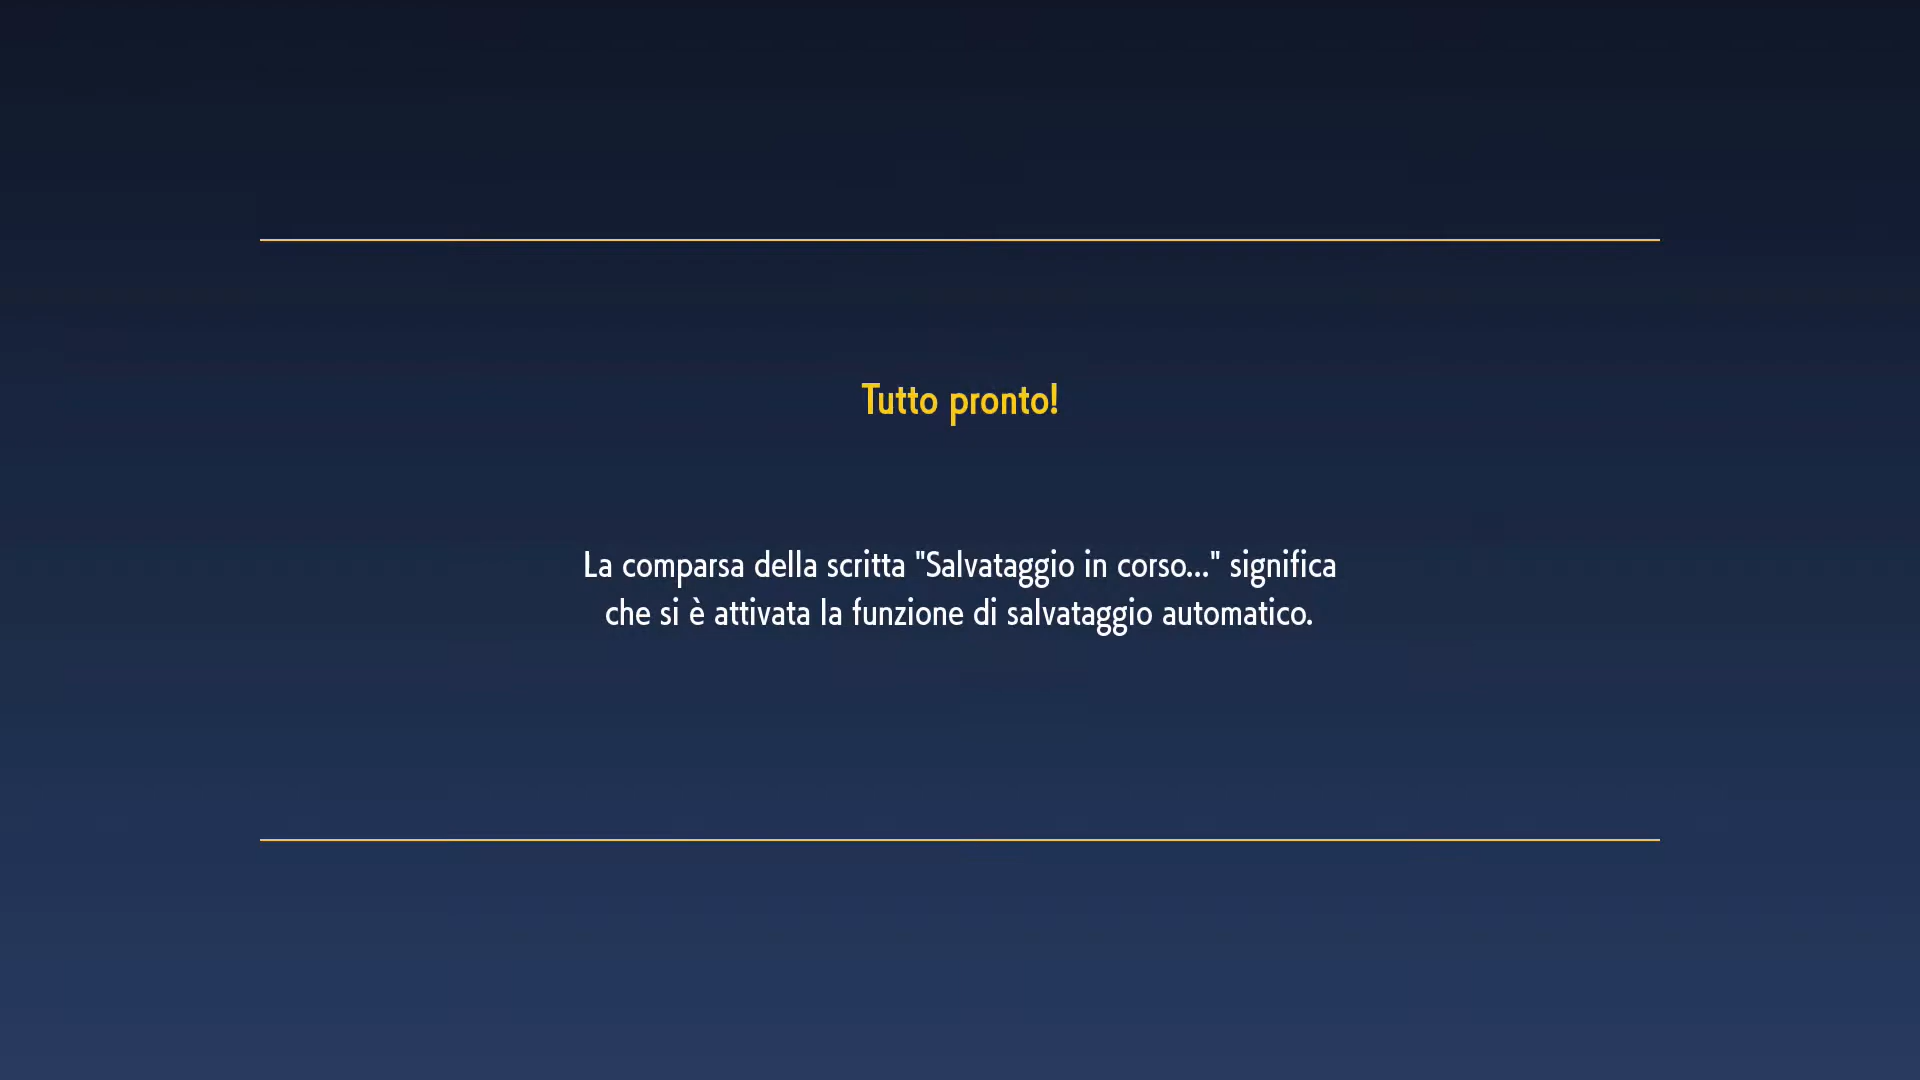 Tutto pronto!
La comparsa della scritta "Salvataggio in corso..." significa
che si è attivata la funzione di salvataggio automatico.